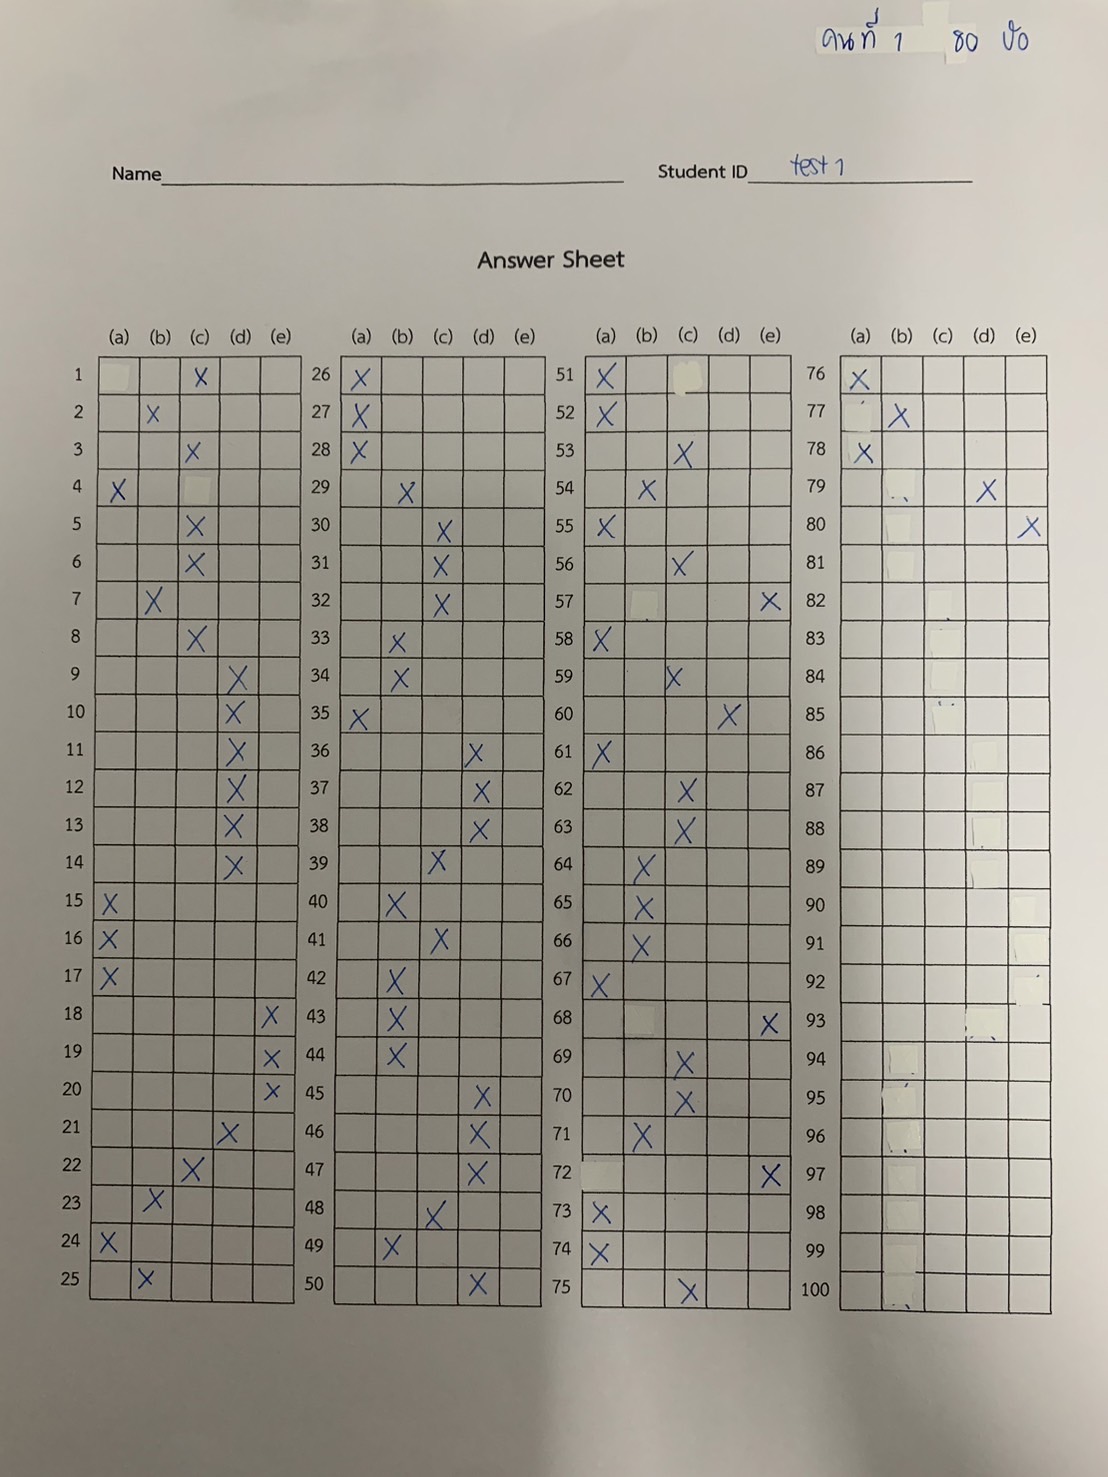 คนที่ 1 80 ข้อ
Name Student ID test 1
Answer Sheet
(a) (b) (c) (d) (e) (a) (b) (c) (d) (e) (a) (b) (c) (d) (e) (a) (b) (c) (d) (e)
1 X 26 X 51 X 76 X
2 X 27 X 52 X 77 X
3 X 28 X 53 X 78 X
4 X 29 X 54 X 79 X
5 X 30 X 55 X 80 X
6 X 31 X 56 X 81
7 X 32 X 57 X 82
8 X 33 X 58 X 83
9 X 34 X 59 X 84
10 X 35 X 60 X 85
11 X 36 X 61 X 86
12 X 37 X 62 X 87
13 X 38 X 63 X 88
14 X 39 X 64 X 89
15 X 40 X 65 X 90
16 X 41 X 66 X 91
17 X 42 X 67 X 92
18 X 43 X 68 X 93
19 X 44 X 69 X 94
20 X 45 X 70 X 95
21 X 46 X 71 X 96
22 X 47 X 72 X 97
23 X 48 X 73 X 98
24 X 49 X 74 X 99
25 X 50 X 75 X 100